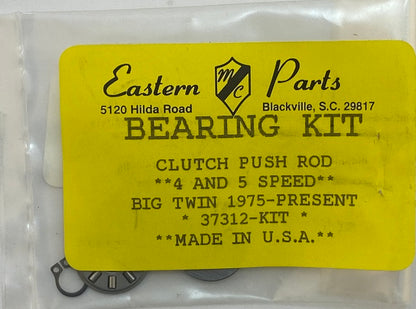 Eastern MC Parts
5120 Hilda Road Blackville, S.C. 29817
BEARING KIT
CLUTCH PUSH ROD
**4 AND 5 SPEED**
BIG TWIN 1975-PRESENT
* 37312-KIT *
**MADE IN U.S.A.**